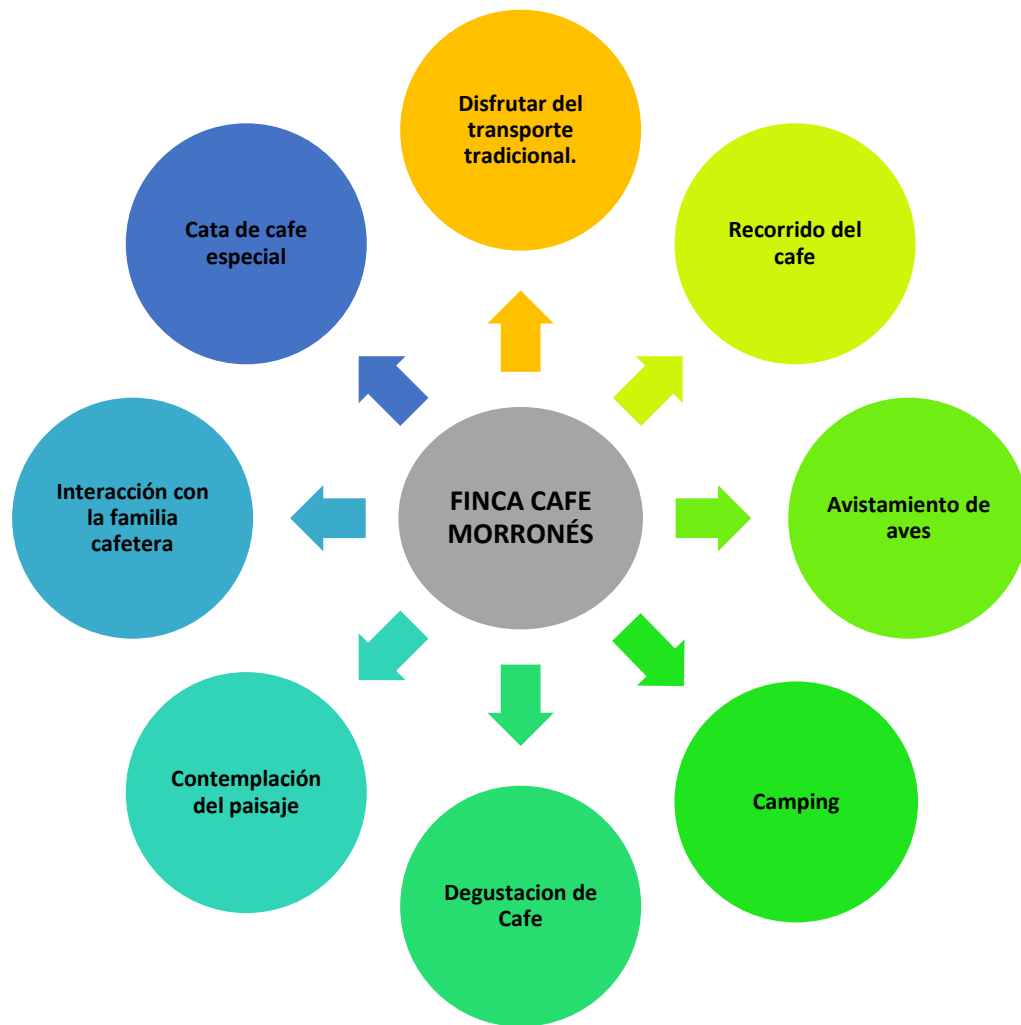 Disfrutar del
transporte
tradicional.
Recorrido del
cafe
Avistamiento de
aves
Camping
Degustacion de
Cafe
Contemplación
del paisaje
Interacción con
la familia
cafetera
Cata de cafe
especial
FINCA CAFE
MORRONÉS